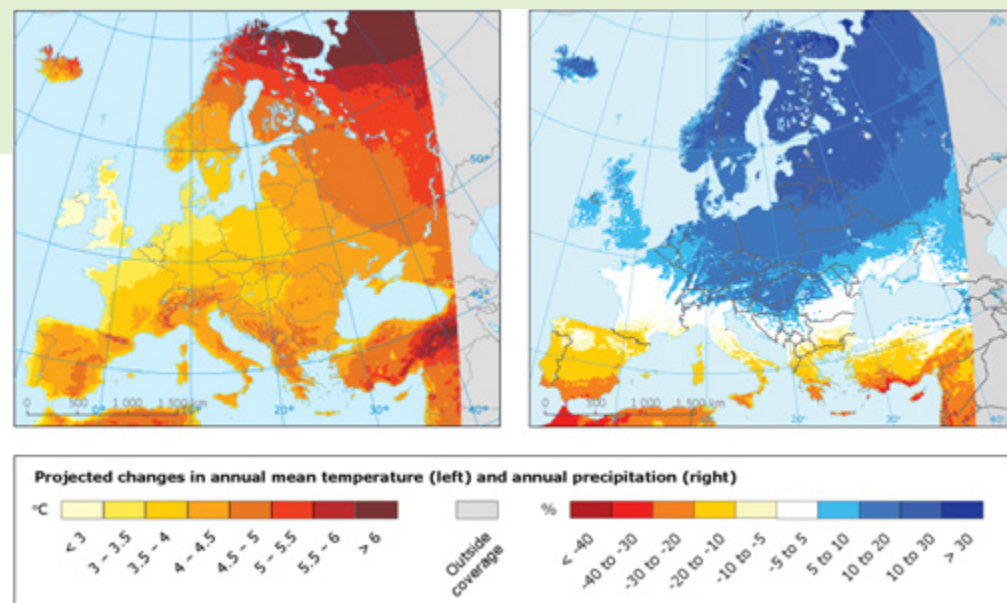 50°
40°
0 500 1 000 1 500 km
0° 10° 20° 30° 40°
0 500 1 000 1 500 km
20° 30°
Projected changes in annual mean temperature (left) and annual precipitation (right)
°C
< 3
3 – 3.5
3.5 – 4
4 – 4.5
4.5 – 5
5 – 5.5
5.5 – 6
> 6
Outside
coverage
%
< -40
-40 to -30
-30 to -20
-20 to -10
-10 to -5
-5 to 5
5 to 10
10 to 20
10 to 30
> 30